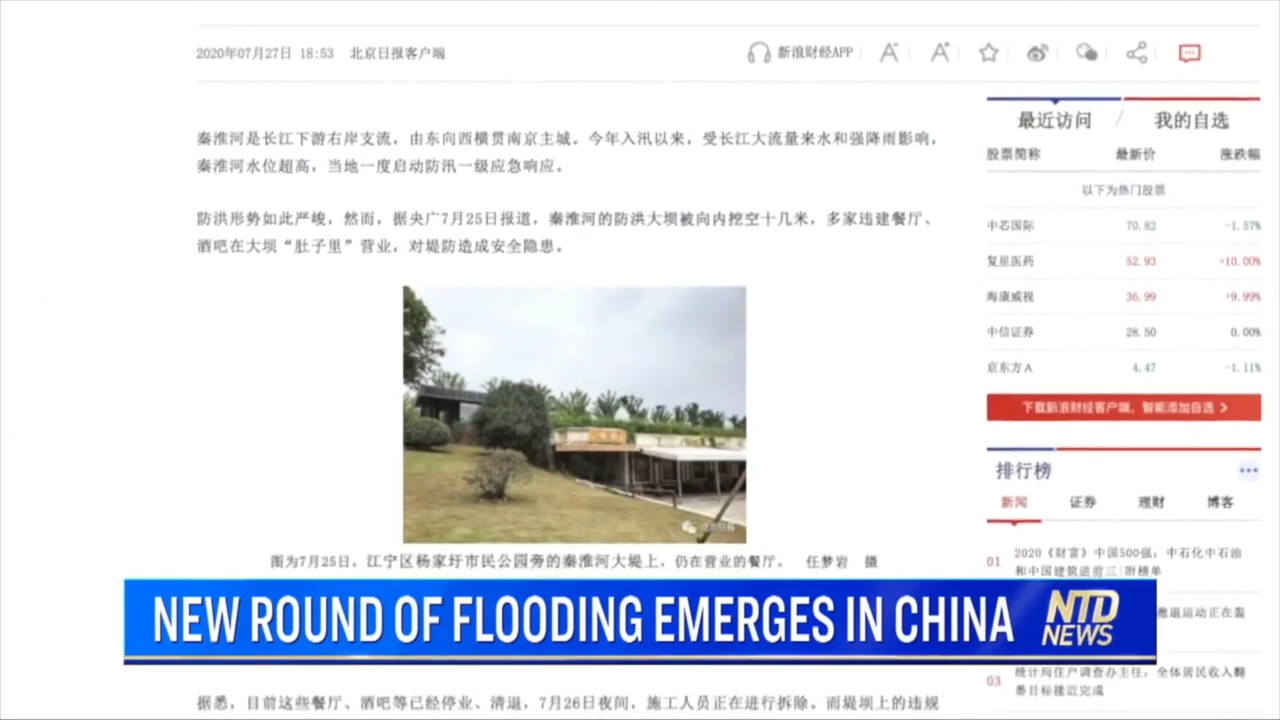 2020年07月27日 18:53 北京日报客户端
新浪财经APP
秦淮河是长江下游右岸支流，由东向西横贯南京主城。今年入汛以来，受长江大流量来水和强降雨影响，
秦淮河水位超高，当地一度启动防汛一级应急响应。
防洪形势如此严峻，然而，据央广7月25日报道，秦淮河的防洪大坝被向内挖空十几米，多家违建餐厅、
酒吧在大坝“肚子里”营业，对堤防造成安全隐患。
图为7月25日，江宁区杨家圩市民公园旁的秦淮河大堤上，仍在营业的餐厅。 任梦岩 摄
据悉，目前这些餐厅、酒吧等已经停业、清退，7月26日夜间，施工人员正在进行拆除。而堤坝上的违规
最近访问 / 我的自选
股票简称 最新价 涨跌幅
以下为热门股票
中芯国际 70.82 -1.57%
复星医药 52.93 +10.00%
海康威视 36.99 +9.99%
中信证券 28.50 0.00%
京东方A 4.47 -1.11%
下载新浪财经客户端，智能添加自选 >
排行榜
新闻 证券 理财 博客
01 2020《财富》中国500强：中石化中石油
和中国建筑进前三|附榜单
撤退运动正在轰
03 统计局住户调查办主任：全体居民收入翻
番目标接近完成
NEW ROUND OF FLOODING EMERGES IN CHINA
NTD
NEWS